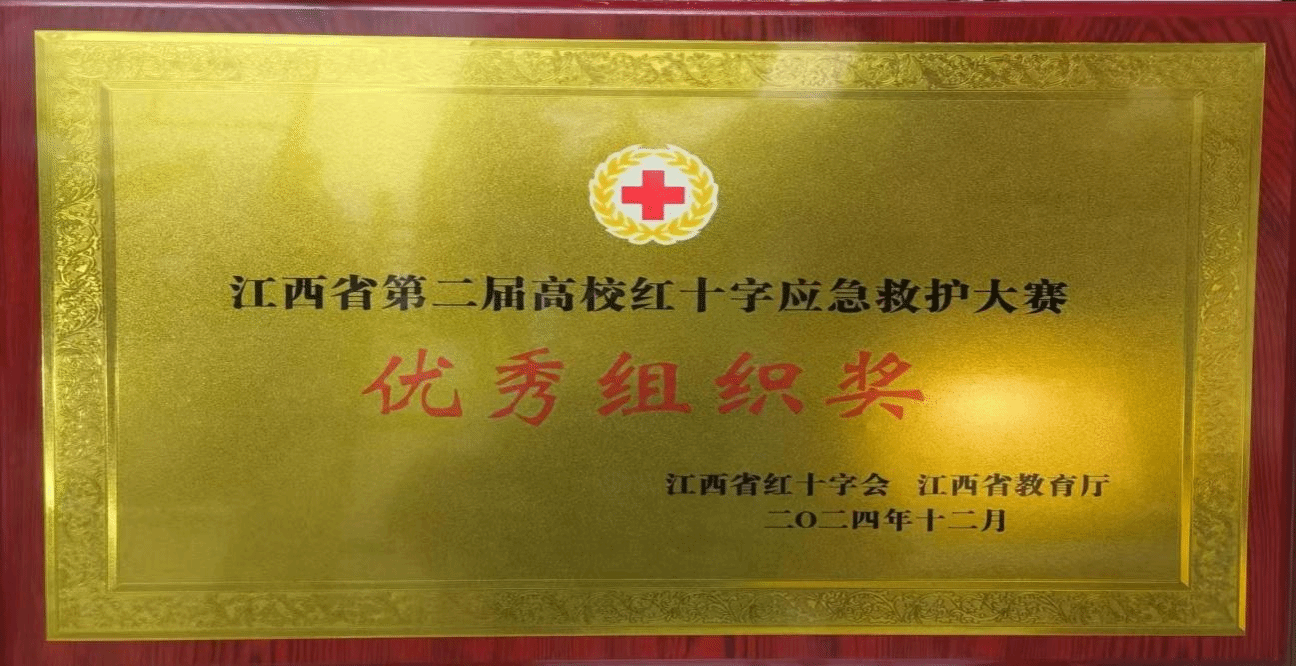 江西省第二届高校红十字应急救护大赛
优秀组织奖
江西省红十字会 江西省教育厅
二〇二四年十二月